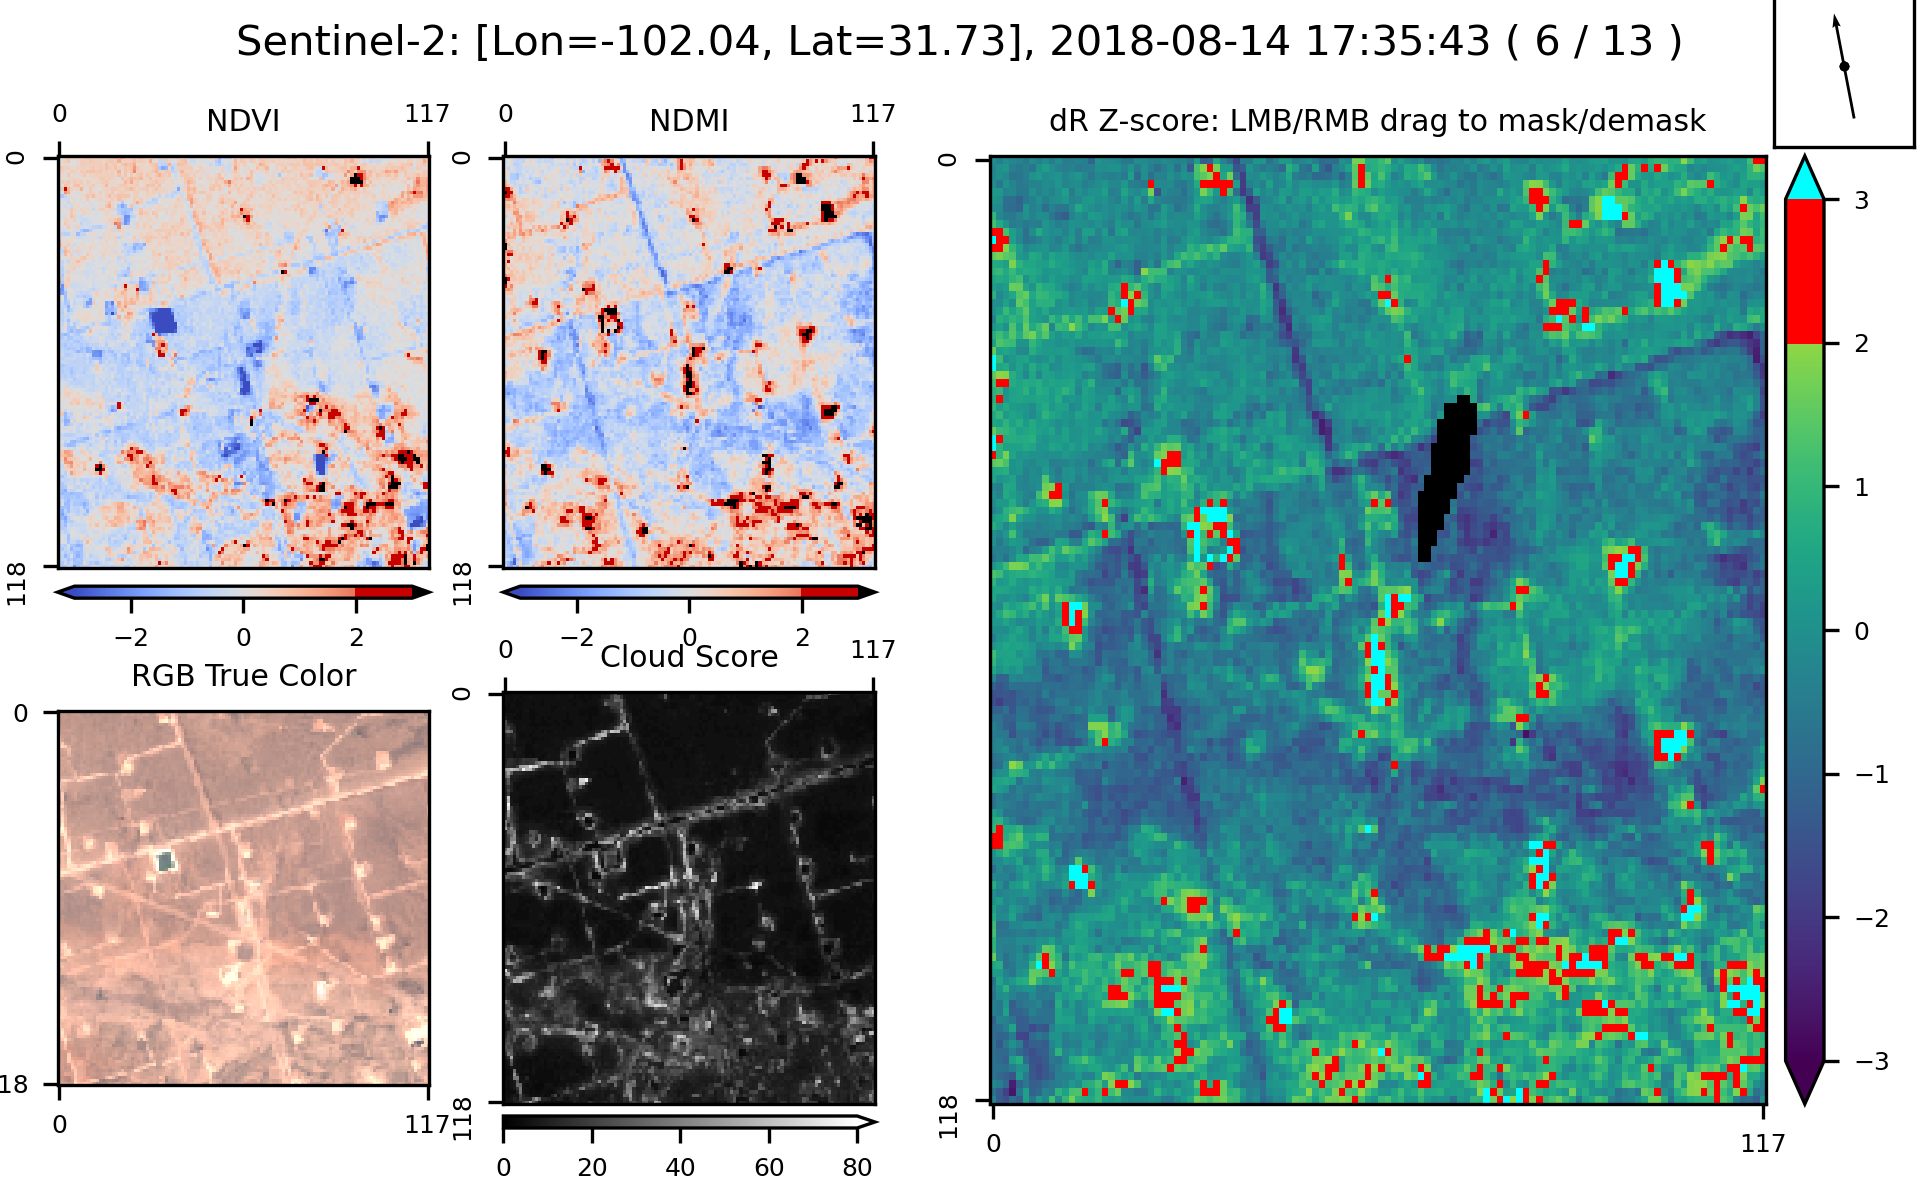 Sentinel-2: [Lon=-102.04, Lat=31.73], 2018-08-14 17:35:43 ( 6 / 13 )
0 NDVI 117
0 NDMI 117
dR Z-score: LMB/RMB drag to mask/demask
0
0
0
3
2
1
0
−1
−2
−3
118
118
−2 0 2
−2 0 2
RGB True Color
0 Cloud Score 117
0
0
18
118
118
0 117
0 20 40 60 80
0 117